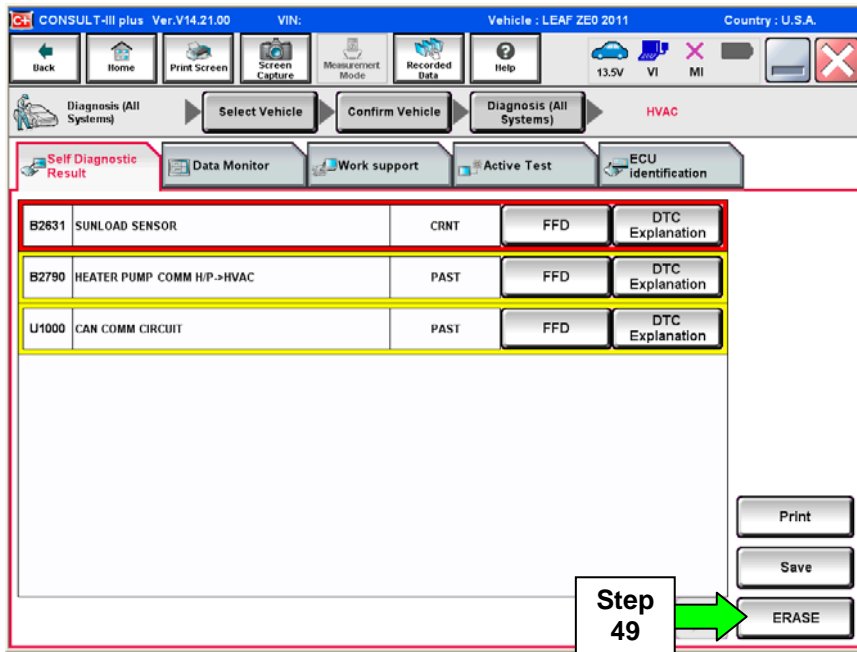 CONSULT-III plus Ver.V14.21.00 VIN: Vehicle : LEAF ZE0 2011 Country : U.S.A.
Back
Home
Print Screen
Screen
Capture
Measurement
Mode
Recorded
Data
Help
13.5V
VI
MI
Diagnosis (All
Systems)
Select Vehicle
Confirm Vehicle
Diagnosis (All
Systems)
HVAC
Self Diagnostic
Result
Data Monitor
Work support
Active Test
ECU
identification
B2631 SUNLOAD SENSOR CRNT FFD
DTC
Explanation
B2790 HEATER PUMP COMM H/P->HVAC PAST FFD
DTC
Explanation
U1000 CAN COMM CIRCUIT PAST FFD
DTC
Explanation
Print
Save
Step
49
ERASE